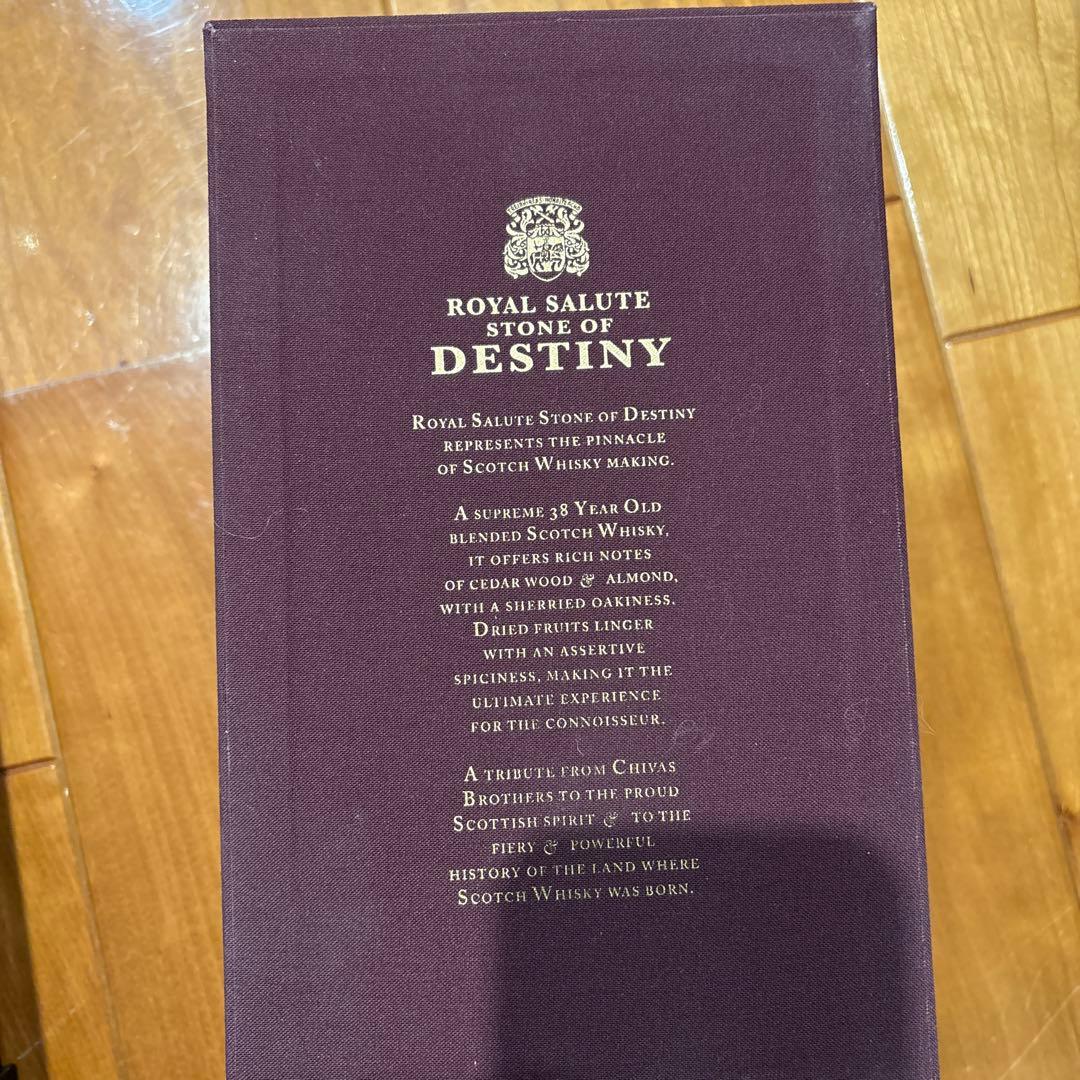 ROYAL SALUTE
STONE OF
DESTINY
ROYAL SALUTE STONE OF DESTINY
REPRESENTS THE PINNACLE
OF SCOTCH WHISKY MAKING.
A SUPREME 38 YEAR OLD
BLENDED SCOTCH WHISKY,
IT OFFERS RICH NOTES
OF CEDAR WOOD & ALMOND,
WITH A SHERRIED OAKINESS.
DRIED FRUITS LINGER
WITH AN ASSERTIVE
SPICINESS, MAKING IT THE
ULTIMATE EXPERIENCE
FOR THE CONNOISSEUR.
A TRIBUTE FROM CHIVAS
BROTHERS TO THE PROUD
SCOTTISH SPIRIT & TO THE
FIERY & POWERFUL
HISTORY OF THE LAND WHERE
SCOTCH WHISKY WAS BORN.